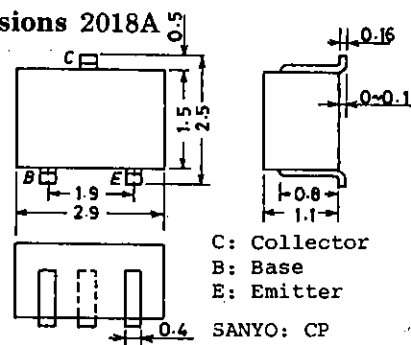 sions 2018A
0.5
0.16
C
1.5
2.5
0~0.1
B
E
1.9
2.9
0.8
1.1
C: Collector
B: Base
E: Emitter
0.4
SANYO: CP